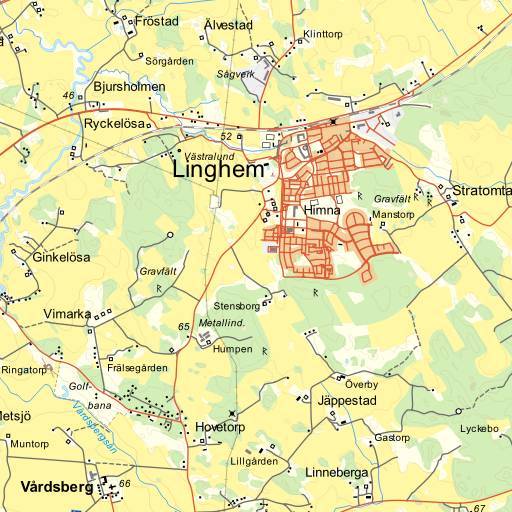 Fröstad
Älvestad
Klinttorp
Sörgården
Sågverk
Bjursholmen
46
Ryckelösa
52
Västralund
Linghem
Gravfält
Stratomta
Himna
Manstorp
Ginkelösa
Gravfält
Stensborg
R
R
Vimarka
65
Metallind.
Humpen
R
Ringatorp
Frälsegården
Golf-
bana
Överby
Jäppestad
Metsjö
Vårdsbergsån
Hovetorp
Muntorp
Gastorp
Lyckebo
Lillgården
Linneberga
Vårdsberg
66
67